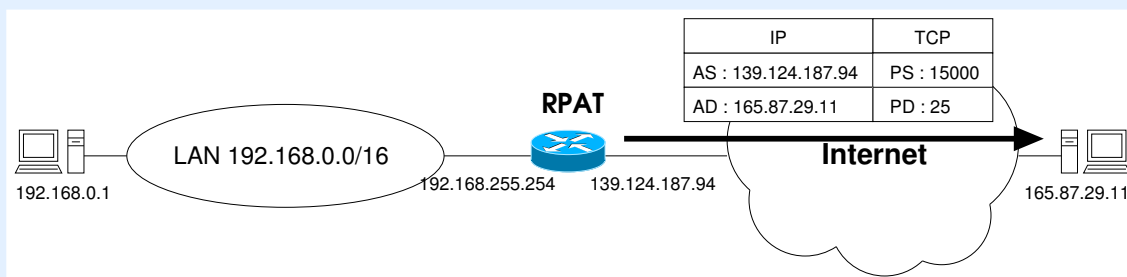 IP TCP
AS : 139.124.187.94 PS : 15000
AD : 165.87.29.11 PD : 25
RPAT
LAN 192.168.0.0/16
Internet
192.168.0.1
192.168.255.254
139.124.187.94
165.87.29.11